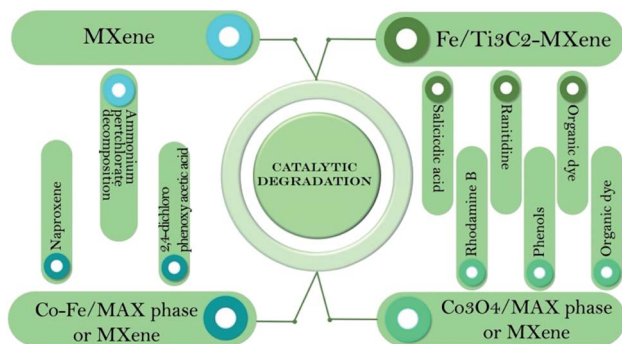 MXene
Fe/Ti3C2-MXene
Ammonium
pertchlorate
decomposition
Naproxene
2,4-dichloro
phenoxy acetic acid
CATALYTIC
DEGRADATION
Salicicdic acid
Rhodamine B
Ranitidine
Phenols
Organic dye
Organic dye
Co-Fe/MAX phase
or MXene
Co3O4/MAX phase
or MXene